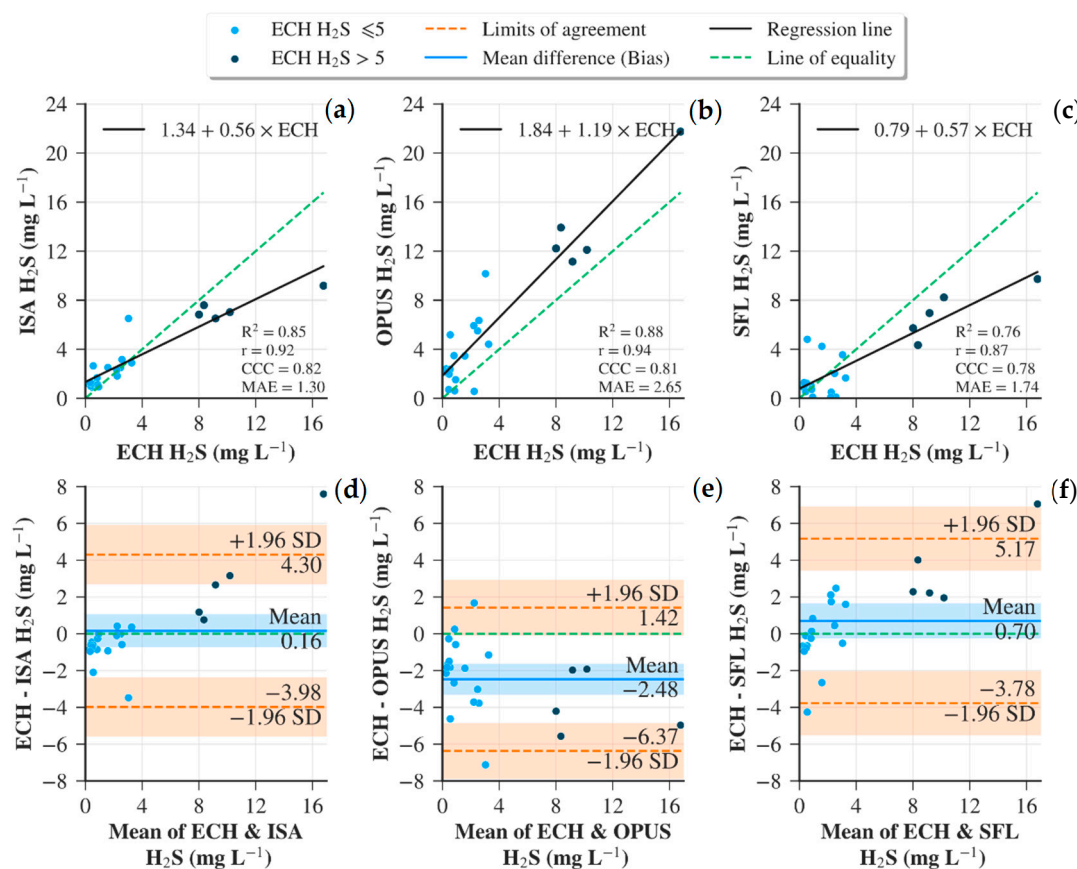 ECH H₂S ⩽5
Limits of agreement
Regression line
ECH H₂S > 5
Mean difference (Bias)
Line of equality
(a)
1.34 + 0.56 × ECH
24
20
16
12
8
4
0
ISA H₂S (mg L⁻¹)
R² = 0.85
r = 0.92
CCC = 0.82
MAE = 1.30
0 4 8 12 16
ECH H₂S (mg L⁻¹)
(b)
1.84 + 1.19 × ECH
24
20
16
12
8
4
0
OPUS H₂S (mg L⁻¹)
R² = 0.88
r = 0.94
CCC = 0.81
MAE = 2.65
0 4 8 12 16
ECH H₂S (mg L⁻¹)
(c)
0.79 + 0.57 × ECH
24
20
16
12
8
4
0
SFL H₂S (mg L⁻¹)
R² = 0.76
r = 0.87
CCC = 0.78
MAE = 1.74
0 4 8 12 16
ECH H₂S (mg L⁻¹)
(d)
8
6
4
2
0
−2
−4
−6
−8
ECH - ISA H₂S (mg L⁻¹)
+1.96 SD
4.30
Mean
0.16
−3.98
−1.96 SD
0 4 8 12 16
Mean of ECH & ISA
H₂S (mg L⁻¹)
(e)
8
6
4
2
0
−2
−4
−6
−8
ECH - OPUS H₂S (mg L⁻¹)
+1.96 SD
1.42
Mean
−2.48
−6.37
−1.96 SD
0 4 8 12 16
Mean of ECH & OPUS
H₂S (mg L⁻¹)
(f)
8
6
4
2
0
−2
−4
−6
−8
ECH - SFL H₂S (mg L⁻¹)
+1.96 SD
5.17
Mean
0.70
−3.78
−1.96 SD
0 4 8 12 16
Mean of ECH & SFL
H₂S (mg L⁻¹)